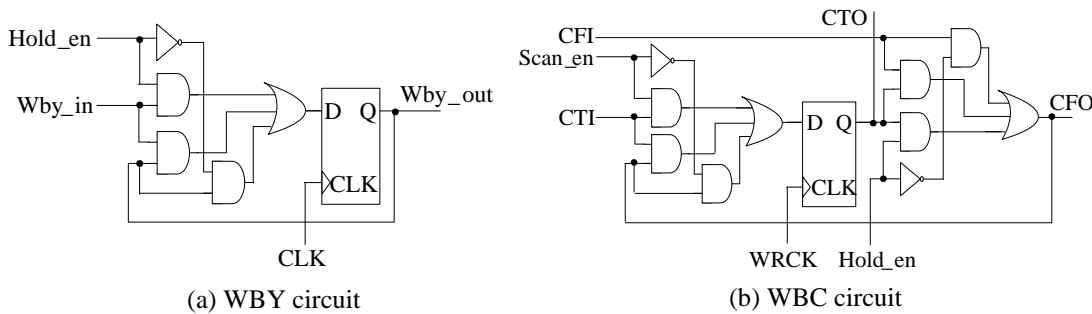 Hold_en
Wby_in
D Q
Wby_out
CLK
CLK
(a) WBY circuit
CTO
CFI
Scan_en
CTI
D Q
CFO
CLK
WRCK
Hold_en
(b) WBC circuit